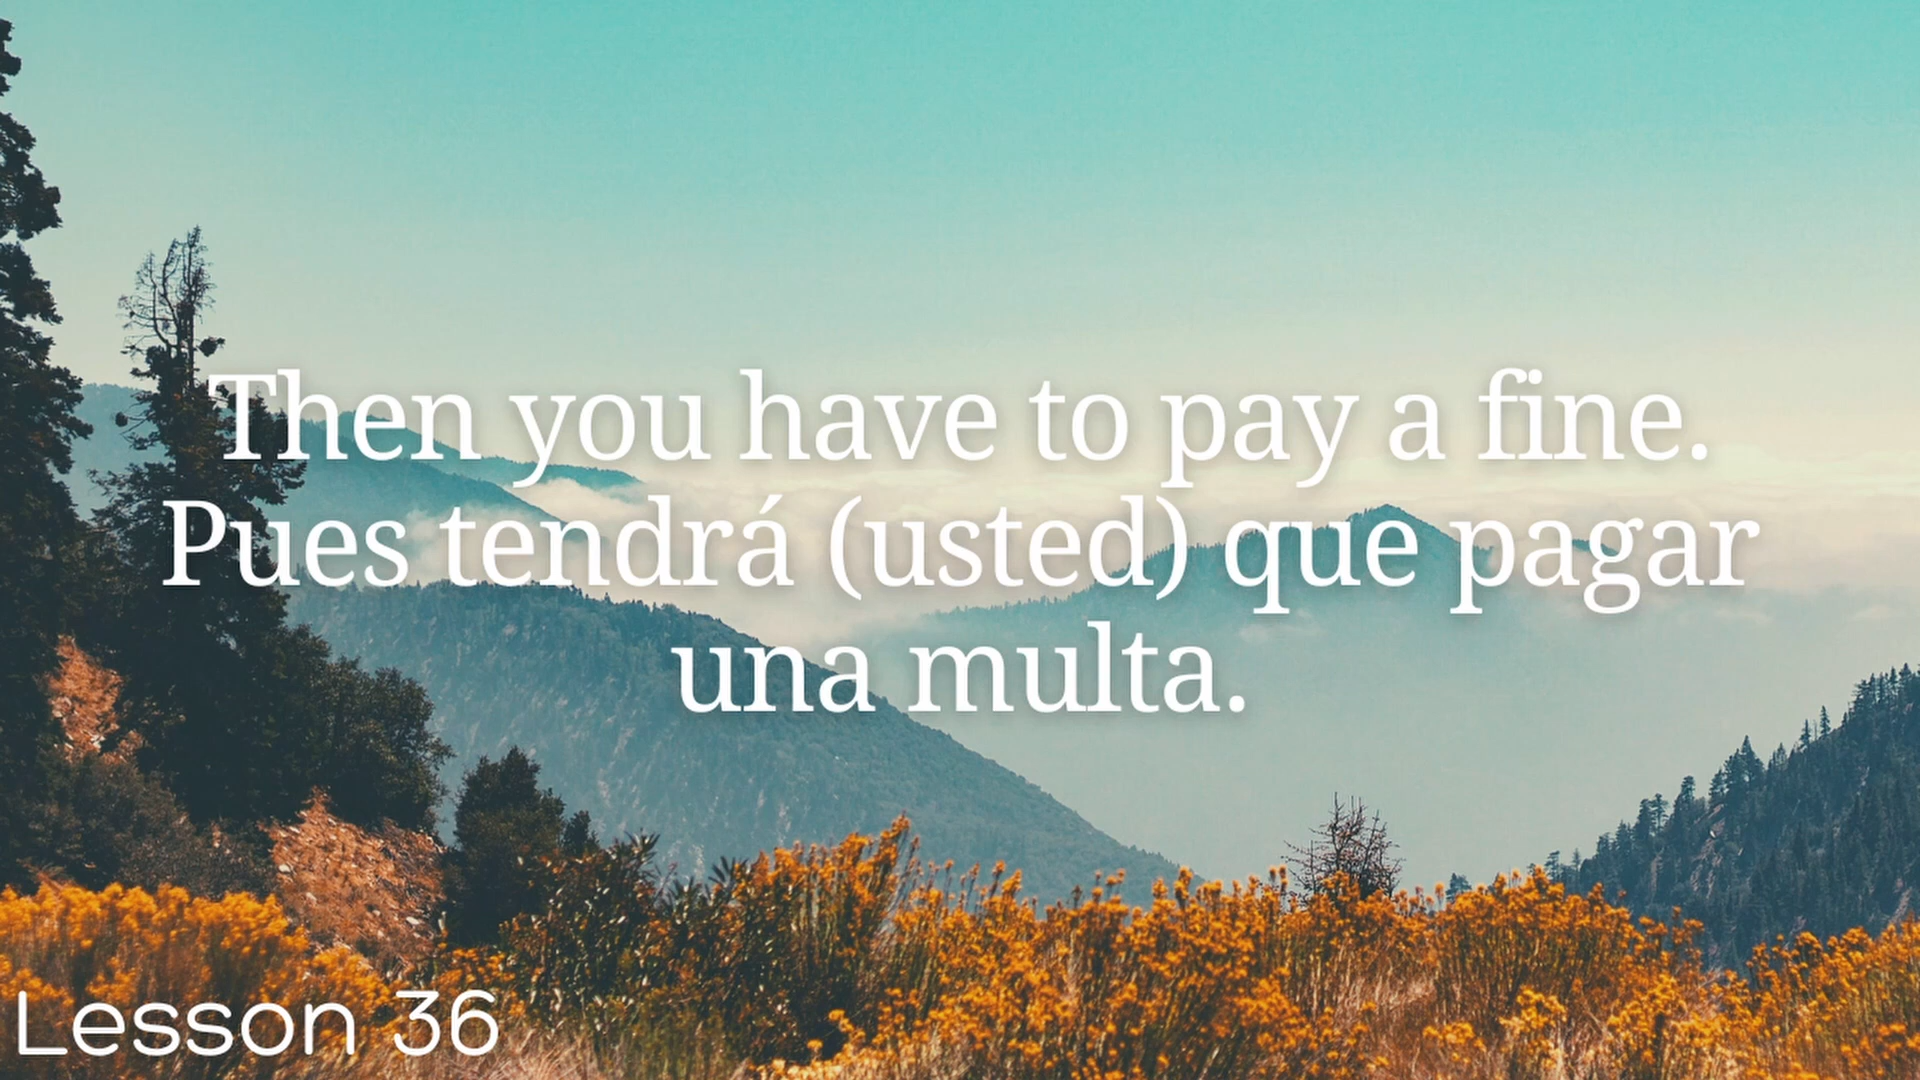 Then you have to pay a fine.
Pues tendrá (usted) que pagar
una multa.
Lesson 36